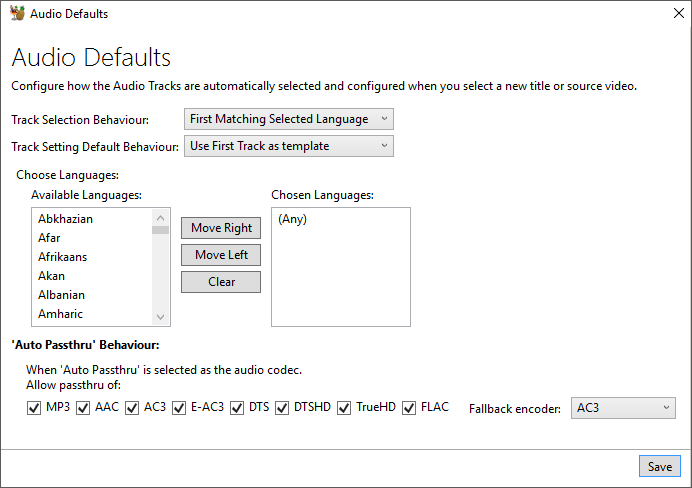 Audio Defaults
Audio Defaults
Configure how the Audio Tracks are automatically selected and configured when you select a new title or source video.
Track Selection Behaviour: First Matching Selected Language
Track Setting Default Behaviour: Use First Track as template
Choose Languages:
Available Languages: Chosen Languages:
Abkhazian (Any)
Afar Move Right
Afrikaans Move Left
Akan Clear
Albanian
Amharic
'Auto Passthru' Behaviour:
When 'Auto Passthru' is selected as the audio codec.
Allow passthru of:
MP3 AAC AC3 E-AC3 DTS DTSHD TrueHD FLAC Fallback encoder: AC3
Save